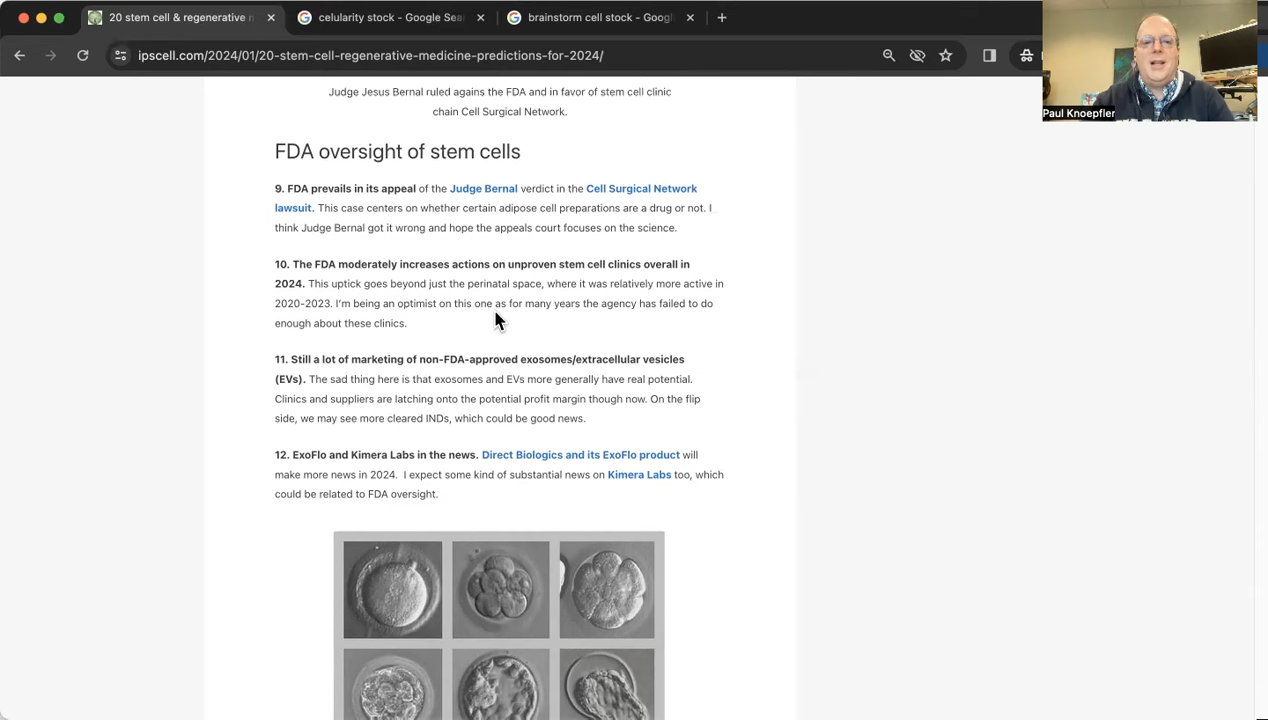 20 stem cell & regenerative
celularity stock - Google Sea
brainstorm cell stock - Goog
ipscell.com/2024/01/20-stem-cell-regenerative-medicine-predictions-for-2024/
Paul Knoepfler
Judge Jesus Bernal ruled agains the FDA and in favor of stem cell clinic
chain Cell Surgical Network.
FDA oversight of stem cells
9. FDA prevails in its appeal of the Judge Bernal verdict in the Cell Surgical Network
lawsuit. This case centers on whether certain adipose cell preparations are a drug or not. I
think Judge Bernal got it wrong and hope the appeals court focuses on the science.
10. The FDA moderately increases actions on unproven stem cell clinics overall in
2024. This uptick goes beyond just the perinatal space, where it was relatively more active in
2020-2023. I'm being an optimist on this one as for many years the agency has failed to do
enough about these clinics.
11. Still a lot of marketing of non-FDA-approved exosomes/extracellular vesicles
(EVs). The sad thing here is that exosomes and EVs more generally have real potential.
Clinics and suppliers are latching onto the potential profit margin though now. On the flip
side, we may see more cleared INDs, which could be good news.
12. ExoFlo and Kimera Labs in the news. Direct Biologics and its ExoFlo product will
make more news in 2024. I expect some kind of substantial news on Kimera Labs too, which
could be related to FDA oversight.